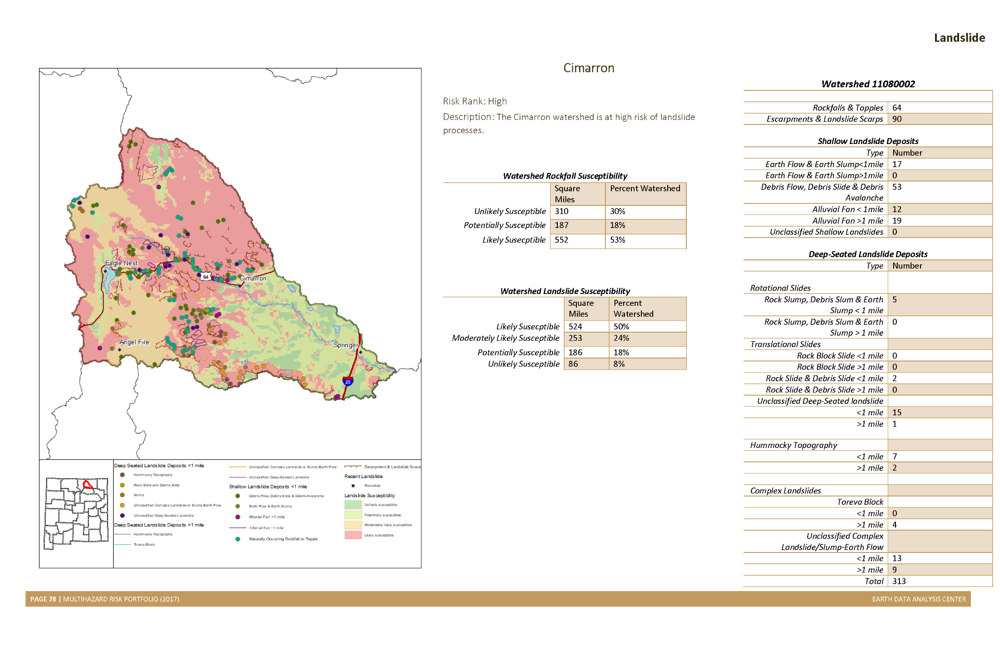 Landslide
Cimarron
Risk Rank: High
Description: The Cimarron watershed is at high risk of landslide
processes.
Watershed Rockfall Susceptibility
Square Miles Percent Watershed
Unlikely Susceptible 310 30%
Potentially Susceptible 187 18%
Likely Susecptible 552 53%
Watershed Landslide Susceptibility
Square Miles Percent Watershed
Likely Susecptible 524 50%
Moderately Likely Susceptible 253 24%
Potentially Susceptible 186 18%
Unlikely Susceptible 86 8%
Watershed 11080002
Rockfalls & Topples 64
Escarpments & Landslide Scarps 90
Shallow Landslide Deposits
Type Number
Earth Flow & Earth Slump<1mile 17
Earth Flow & Earth Slump>1mile 0
Debris Flow, Debris Slide & Debris Avalanche 53
Alluvial Fan < 1mile 12
Alluvial Fan >1 mile 19
Unclassified Shallow Landslides 0
Deep-Seated Landslide Deposits
Type Number
Rotational Slides
Rock Slump, Debris Slum & Earth Slump < 1 mile 5
Rock Slump, Debris Slum & Earth Slump > 1 mile 0
Translational Slides
Rock Block Slide <1 mile 0
Rock Block Slide >1 mile 0
Rock Slide & Debris Slide <1 mile 2
Rock Slide & Debris Slide >1 mile 0
Unclassified Deep-Seated landslide
<1 mile 15
>1 mile 1
Hummocky Topography
<1 mile 7
>1 mile 2
Complex Landslides
Toreva Block
<1 mile 0
>1 mile 4
Unclassified Complex Landslide/Slump-Earth Flow
<1 mile 13
>1 mile 9
Total 313
Eagle Nest
64
Cimarron
Angel Fire
Springer
25
Deep Seated Landslide Deposits <1 mile
Hummocky Topography
Rock Slide and Debris Slide
Slump
Unclassified Complex Landslide or Slump-Earth Flow
Unclassified Deep-Seated Landslide
Deep Seated Landslide Deposits >1 mile
Hummocky Topography
Toreva Block
Unclassified Complex Landslide or Slump-Earth Flow
Unclassified Deep-Seated Landslide
Shallow Landslide Deposits <1 mile
Debris Flow, Debris Slide & Debris Avalanche
Earth Flow & Earth Slump
Alluvial Fan <1 mile
Alluvial Fan >1 mile
Naturally Occurring Rockfall or Topple
Escarpment & Landslide Scarp
Recent Landslide
Rockslide
Landslide Susceptiblity
Unlikely susceptible
Potentially susceptible
Moderately likely susceptible
Likely susceptible
PAGE 78 | MULTIHAZARD RISK PORTFOLIO (2017)
EARTH DATA ANALYSIS CENTER